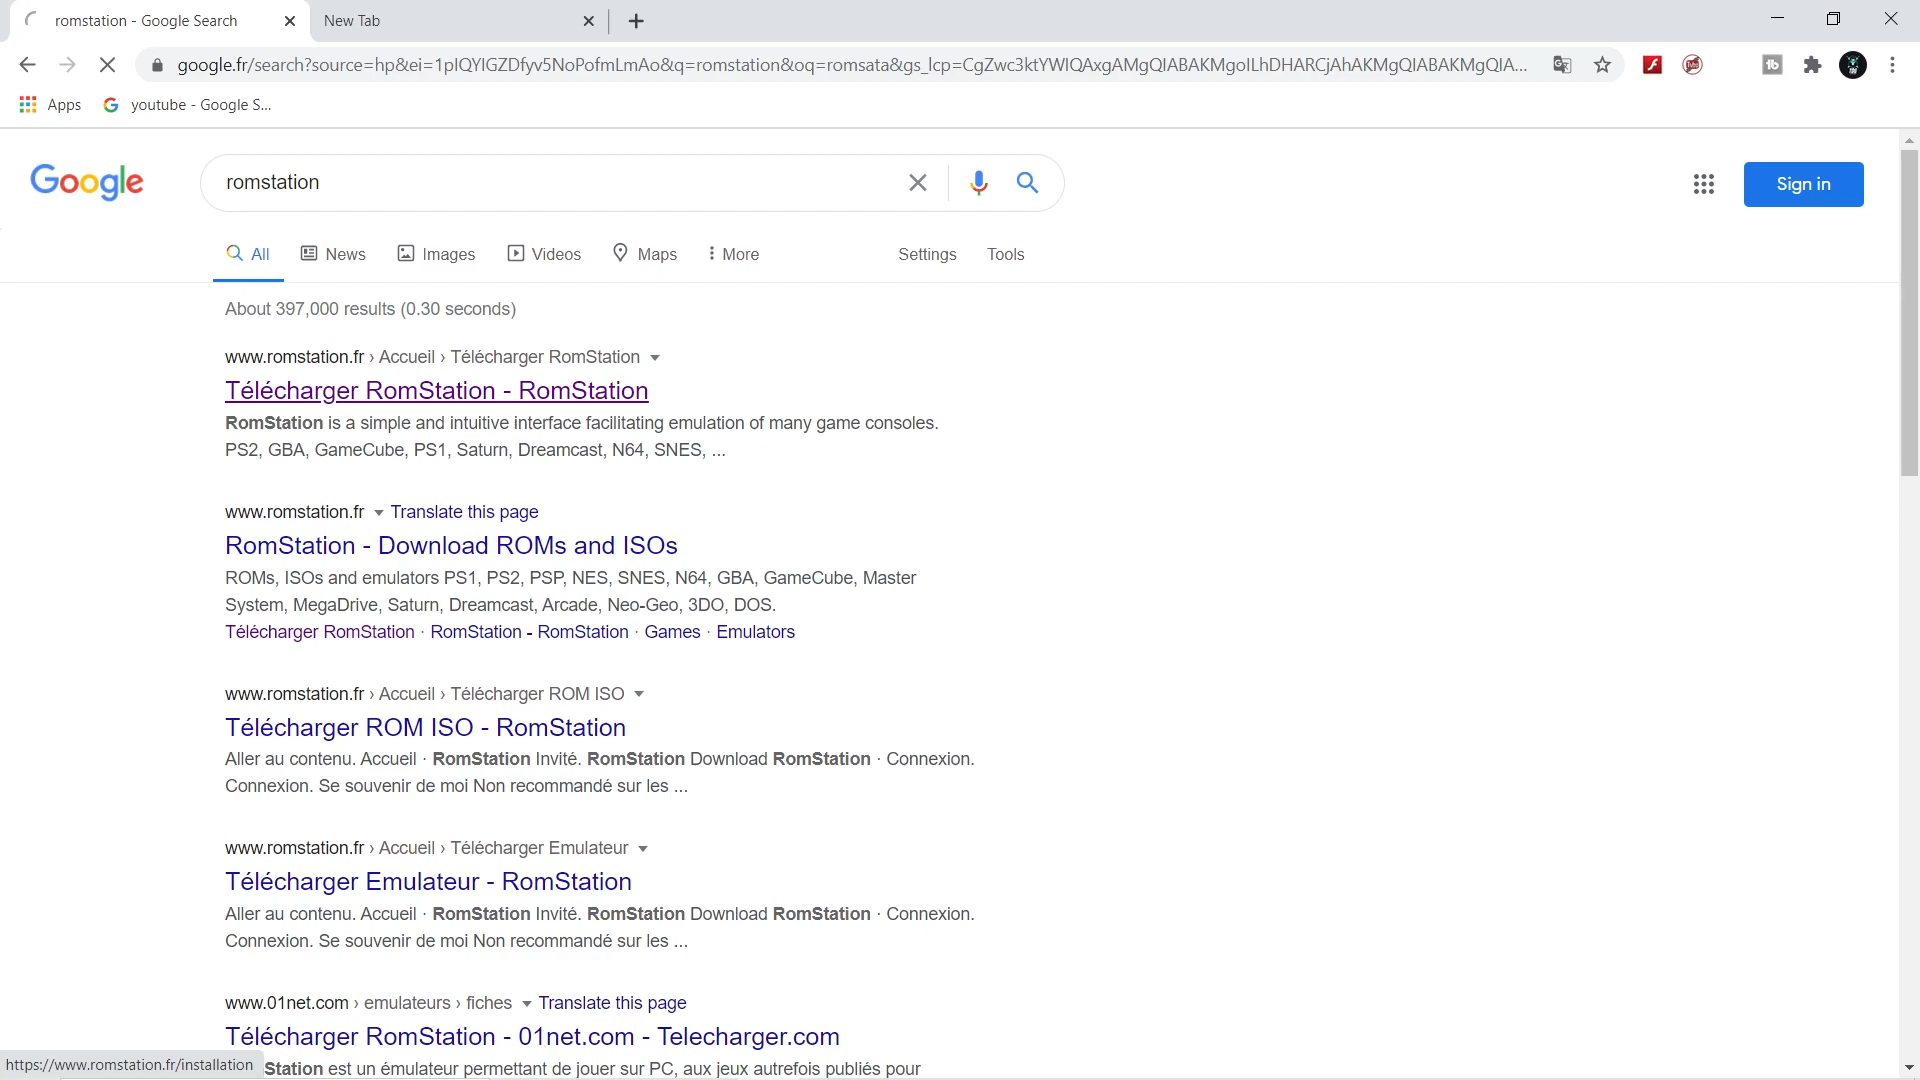 romstation - Google Search
New Tab
google.fr/search?source=hp&ei=1pIQYIGZDfyv5NoPofmLmAo&q=romstation&oq=romsata&gs_lcp=CgZwc3ktYWIQAxgAMgQIABAKMgoILhDHARCjAhAKMgQIABAKMgQIA...
Apps
youtube - Google S...
Google
romstation
Sign in
All
News
Images
Videos
Maps
More
Settings
Tools
About 397,000 results (0.30 seconds)
www.romstation.fr › Accueil › Télécharger RomStation
Télécharger RomStation - RomStation
RomStation is a simple and intuitive interface facilitating emulation of many game consoles.
PS2, GBA, GameCube, PS1, Saturn, Dreamcast, N64, SNES, ...
www.romstation.fr Translate this page
RomStation - Download ROMs and ISOs
ROMs, ISOs and emulators PS1, PS2, PSP, NES, SNES, N64, GBA, GameCube, Master
System, MegaDrive, Saturn, Dreamcast, Arcade, Neo-Geo, 3DO, DOS.
Télécharger RomStation · RomStation - RomStation · Games · Emulators
www.romstation.fr › Accueil › Télécharger ROM ISO
Télécharger ROM ISO - RomStation
Aller au contenu. Accueil · RomStation Invité. RomStation Download RomStation · Connexion.
Connexion. Se souvenir de moi Non recommandé sur les ...
www.romstation.fr › Accueil › Télécharger Emulateur
Télécharger Emulateur - RomStation
Aller au contenu. Accueil · RomStation Invité. RomStation Download RomStation · Connexion.
Connexion. Se souvenir de moi Non recommandé sur les ...
www.01net.com › emulateurs › fiches Translate this page
Télécharger RomStation - 01net.com - Telecharger.com
Station est un émulateur permettant de jouer sur PC, aux jeux autrefois publiés pour
https://www.romstation.fr/installation